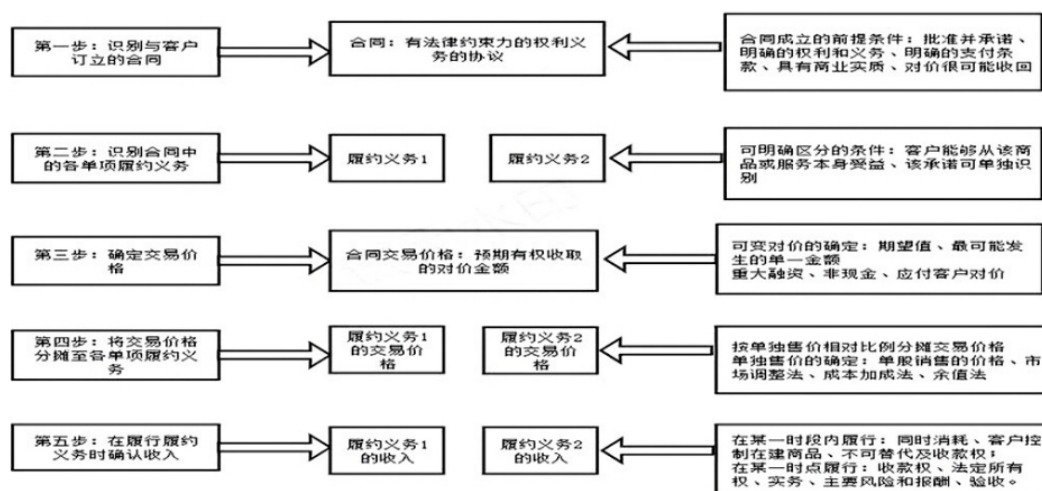 第一步：识别与客户
订立的合同
合同：有法律约束力的权利义
务的协议
合同成立的前提条件：批准并承诺、
明确的权利和义务、明确的支付条
款、具有商业实质、对价很可能收回
第二步：识别合同中
的各单项履约义务
履约义务1
履约义务2
可明确区分的条件：客户能够从该商
品或服务本身受益、该承诺可单独识
别
第三步：确定交易价
格
合同交易价格：预期有权收取
的对价金额
可变对价的确定：期望值、最可能发
生的单一金额
重大融资、非现金、应付客户对价
第四步：将交易价格
分摊至各单项履约义
务
履约义务1
的交易价
格
履约义务2
的交易价
格
按单独售价相对比例分摊交易价格
单独售价的确定：单股销售的价格、市
场调整法、成本加成法、余值法
第五步：在履行履约
义务时确认收入
履约义务1
的收入
履约义务2
的收入
在某一时段内履行：同时消耗、客户控
制在建商品、不可替代及收款权；
在某一时点履行：收款权、法定所有
权、实务、主要风险和报酬、验收。